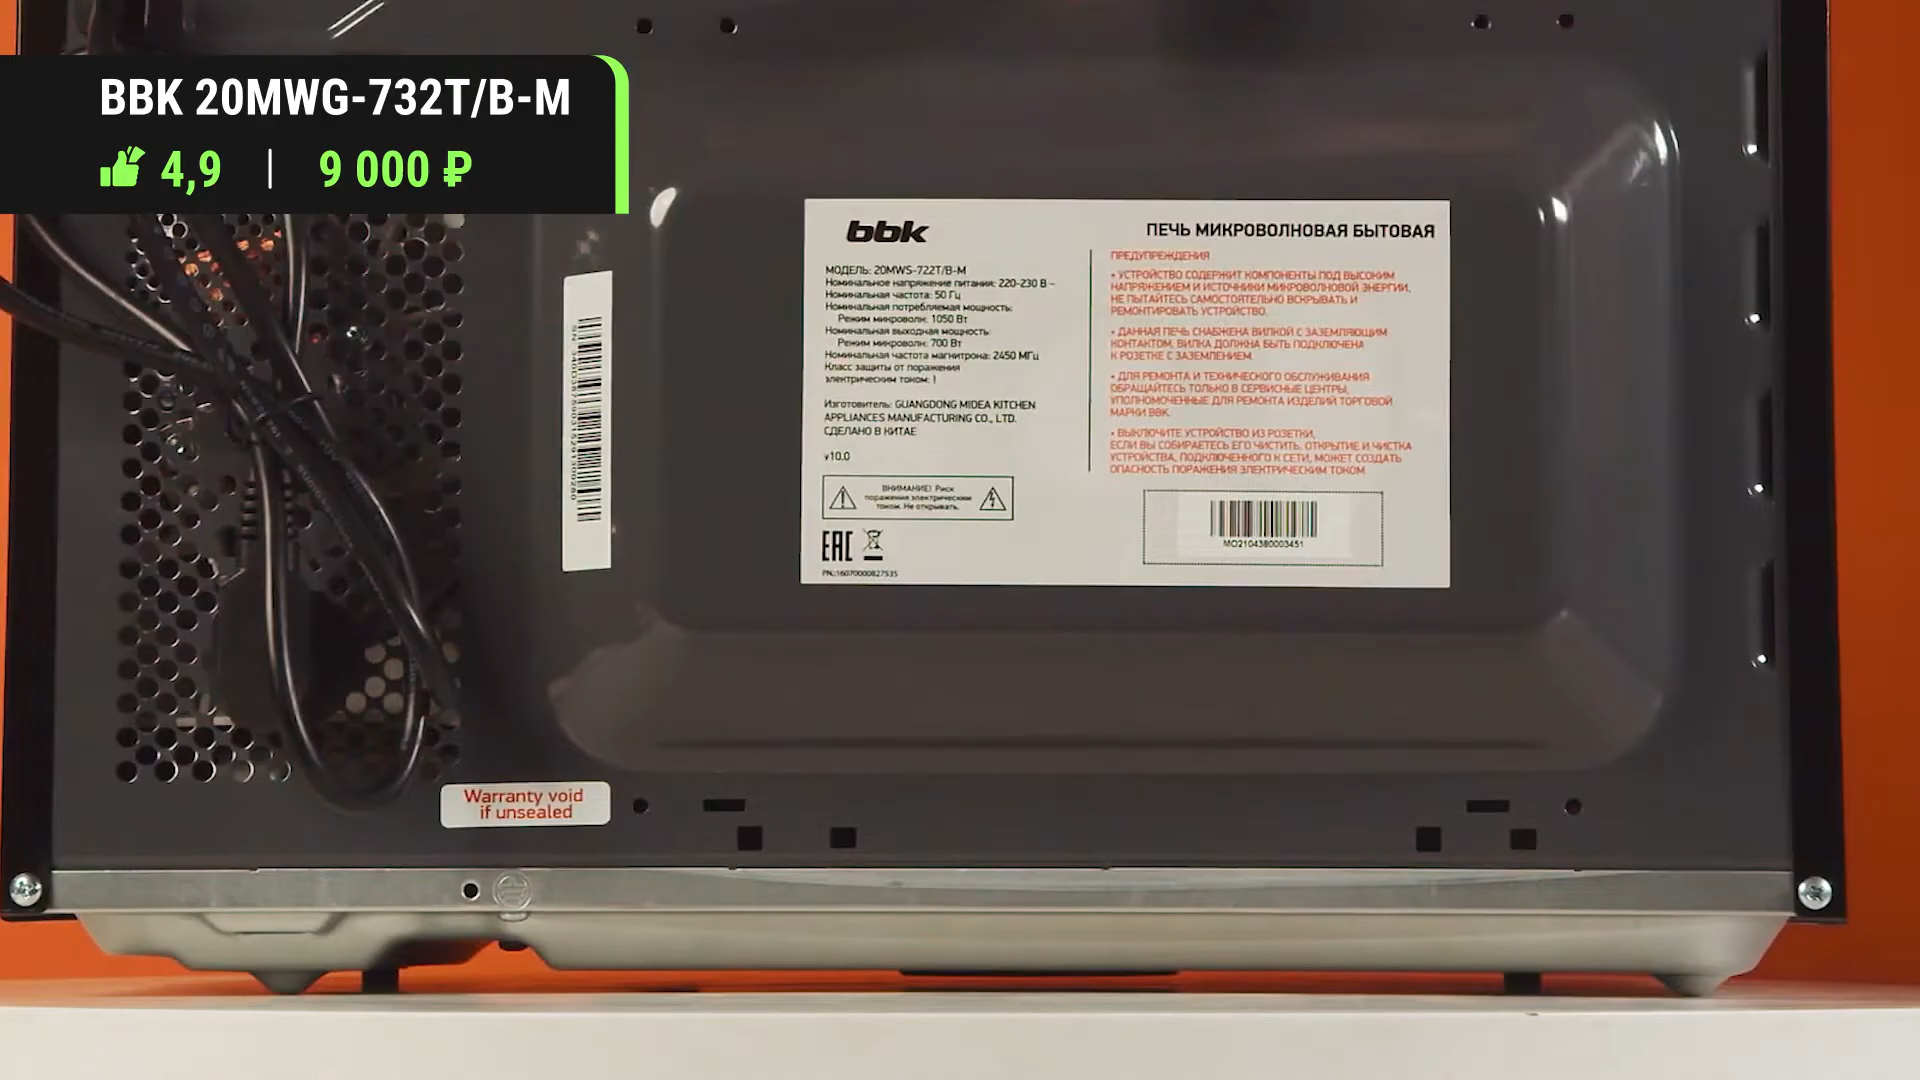 BBK 20MWG-732T/B-M
4,9 | 9 000 ₽
bbk
ПЕЧЬ МИКРОВОЛНОВАЯ БЫТОВАЯ
МОДЕЛЬ: 20MWS-722T/B-M
Номинальное напряжение питания: 220-230 В ~
Номинальная частота: 50 Гц
Номинальная потребляемая мощность:
Режим микроволн: 1050 Вт
Номинальная выходная мощность:
Режим микроволн: 700 Вт
Номинальная частота магнитрона: 2450 МГц
Класс защиты от поражения
электрическим током: I
Изготовитель: GUANGDONG MIDEA KITCHEN
APPLIANCES MANUFACTURING CO., LTD.
СДЕЛАНО В КИТАЕ
v10.0
ВНИМАНИЕ! Риск
поражения электрическим
током. Не открывать.
EAC
PN.:16070000827535
ПРЕДУПРЕЖДЕНИЯ
• УСТРОЙСТВО СОДЕРЖИТ КОМПОНЕНТЫ ПОД ВЫСОКИМ
НАПРЯЖЕНИЕМ И ИСТОЧНИКИ МИКРОВОЛНОВОЙ ЭНЕРГИИ.
НЕ ПЫТАЙТЕСЬ САМОСТОЯТЕЛЬНО ВСКРЫВАТЬ И
РЕМОНТИРОВАТЬ УСТРОЙСТВО.
• ДАННАЯ ПЕЧЬ СНАБЖЕНА ВИЛКОЙ С ЗАЗЕМЛЯЮЩИМ
КОНТАКТОМ. ВИЛКА ДОЛЖНА БЫТЬ ПОДКЛЮЧЕНА
К РОЗЕТКЕ С ЗАЗЕМЛЕНИЕМ.
• ДЛЯ РЕМОНТА И ТЕХНИЧЕСКОГО ОБСЛУЖИВАНИЯ
ОБРАЩАЙТЕСЬ ТОЛЬКО В СЕРВИСНЫЕ ЦЕНТРЫ,
УПОЛНОМОЧЕННЫЕ ДЛЯ РЕМОНТА ИЗДЕЛИЙ ТОРГОВОЙ
МАРКИ BBK.
• ВЫКЛЮЧИТЕ УСТРОЙСТВО ИЗ РОЗЕТКИ,
ЕСЛИ ВЫ СОБИРАЕТЕСЬ ЕГО ЧИСТИТЬ. ОТКРЫТИЕ И ЧИСТКА
УСТРОЙСТВА, ПОДКЛЮЧЕННОГО К СЕТИ, МОЖЕТ СОЗДАТЬ
ОПАСНОСТЬ ПОРАЖЕНИЯ ЭЛЕКТРИЧЕСКИМ ТОКОМ
MO2104380003451
Warranty void
if unsealed